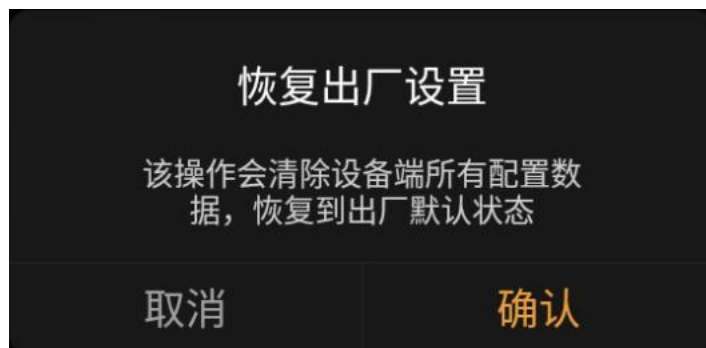 恢复出厂设置
该操作会清除设备端所有配置数
据，恢复到出厂默认状态
取消
确认